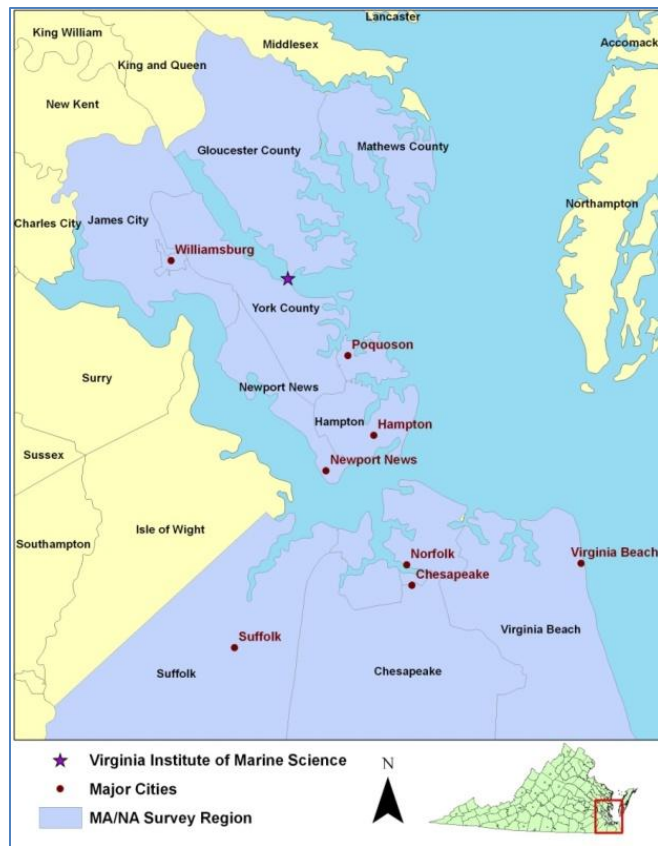 Lancaster
King William
Middlesex
Accomack
King and Queen
New Kent
Gloucester County
Mathews County
Northampton
Charles City
James City
Williamsburg
York County
Poquoson
Surry
Newport News
Hampton
Hampton
Sussex
Newport News
Isle of Wight
Southampton
Norfolk
Virginia Beach
Chesapeake
Virginia Beach
Suffolk
Suffolk
Chesapeake
Virginia Institute of Marine Science
N
Major Cities
MA/NA Survey Region